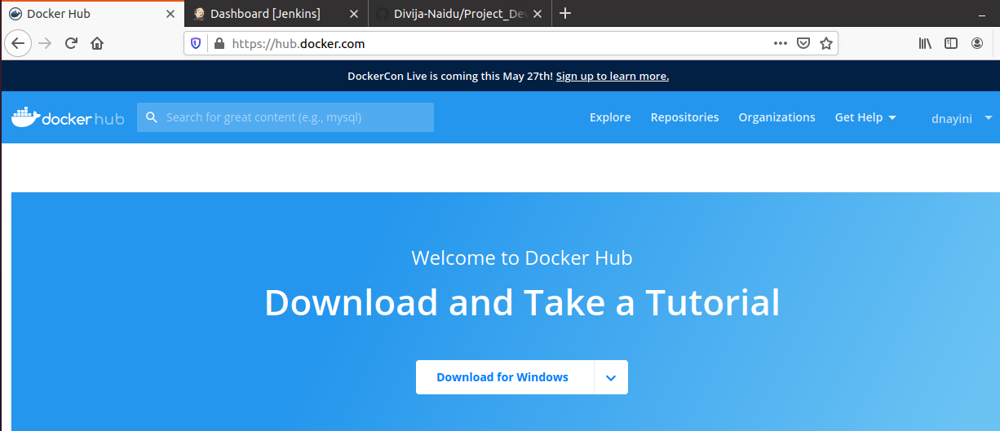 Docker Hub
Dashboard [Jenkins]
Divija-Naidu/Project_De
https://hub.docker.com
DockerCon Live is coming this May 27th! Sign up to learn more.
docker hub
Search for great content (e.g., mysql)
Explore
Repositories
Organizations
Get Help
dnayini
Welcome to Docker Hub
Download and Take a Tutorial
Download for Windows